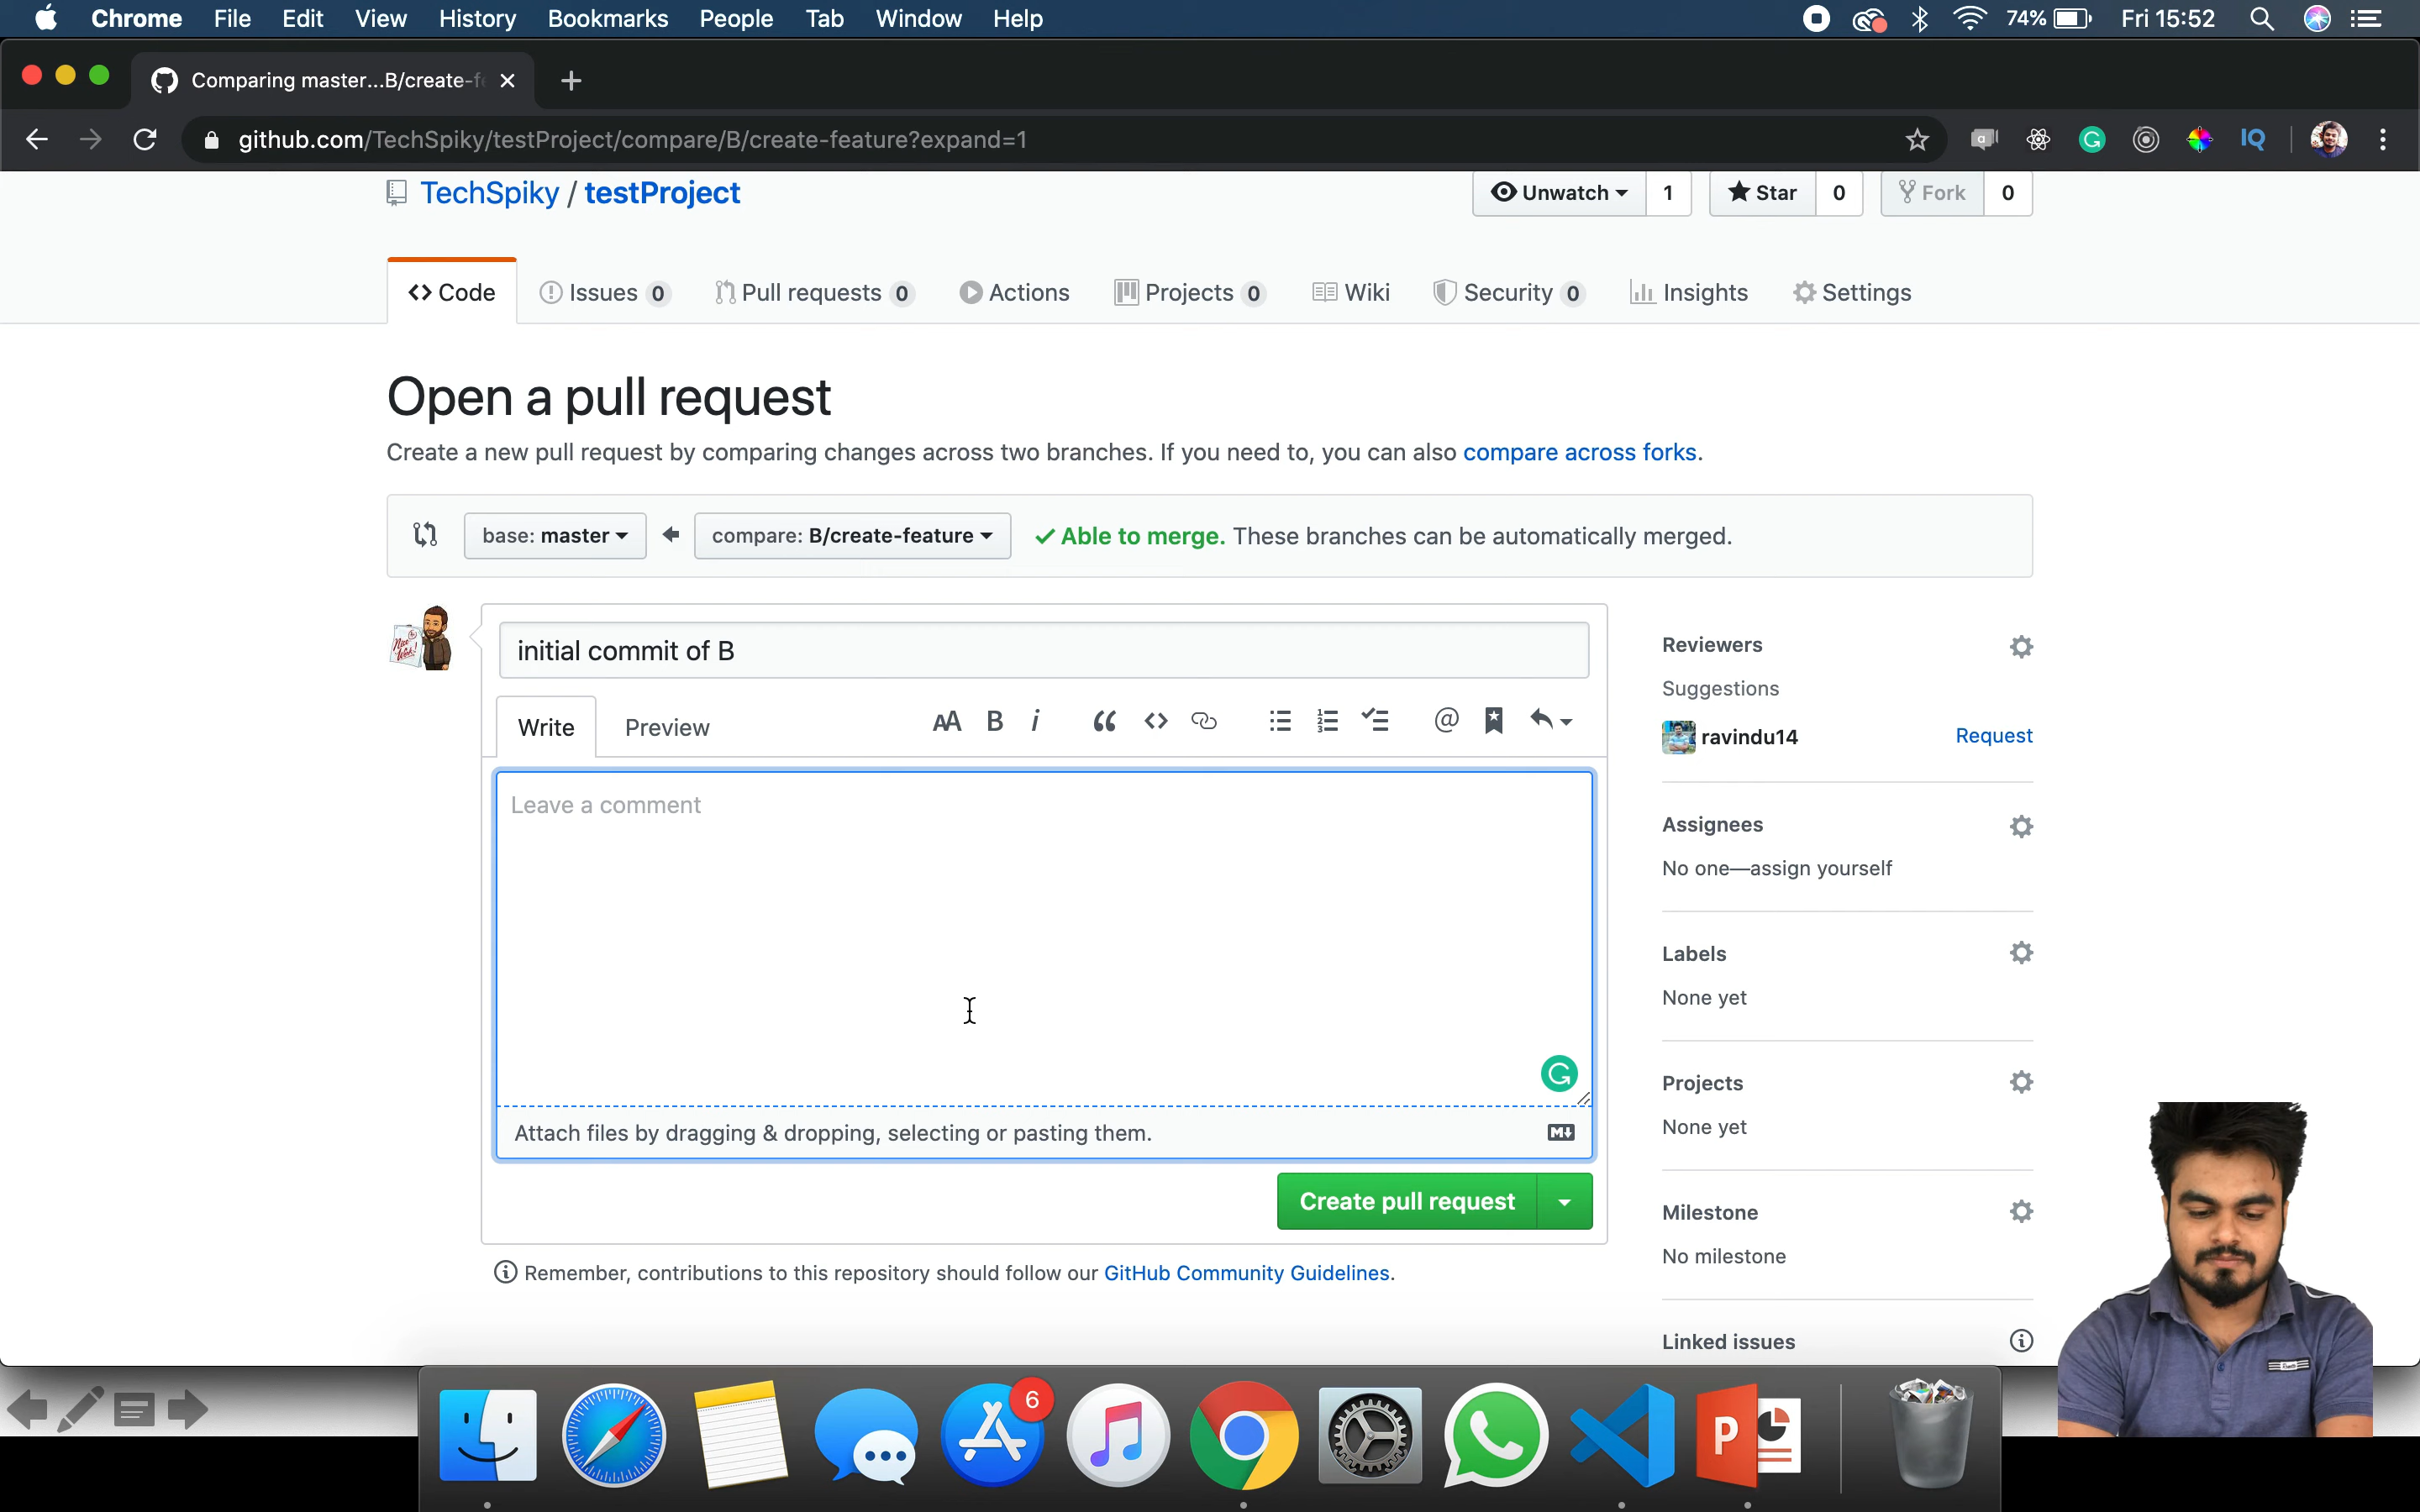 Chrome File Edit View History Bookmarks People Tab Window Help 74% Fri 15:52
Comparing master...B/create-f
github.com/TechSpiky/testProject/compare/B/create-feature?expand=1
TechSpiky / testProject Unwatch 1 Star 0 Fork 0
Code Issues 0 Pull requests 0 Actions Projects 0 Wiki Security 0 Insights Settings
Open a pull request
Create a new pull request by comparing changes across two branches. If you need to, you can also compare across forks.
base: master compare: B/create-feature Able to merge. These branches can be automatically merged.
initial commit of B
Write Preview AA B i
Leave a comment
Attach files by dragging & dropping, selecting or pasting them.
Create pull request
Remember, contributions to this repository should follow our GitHub Community Guidelines.
Reviewers
Suggestions
ravindu14 Request
Assignees
No one—assign yourself
Labels
None yet
Projects
None yet
Milestone
No milestone
Linked issues
6
P